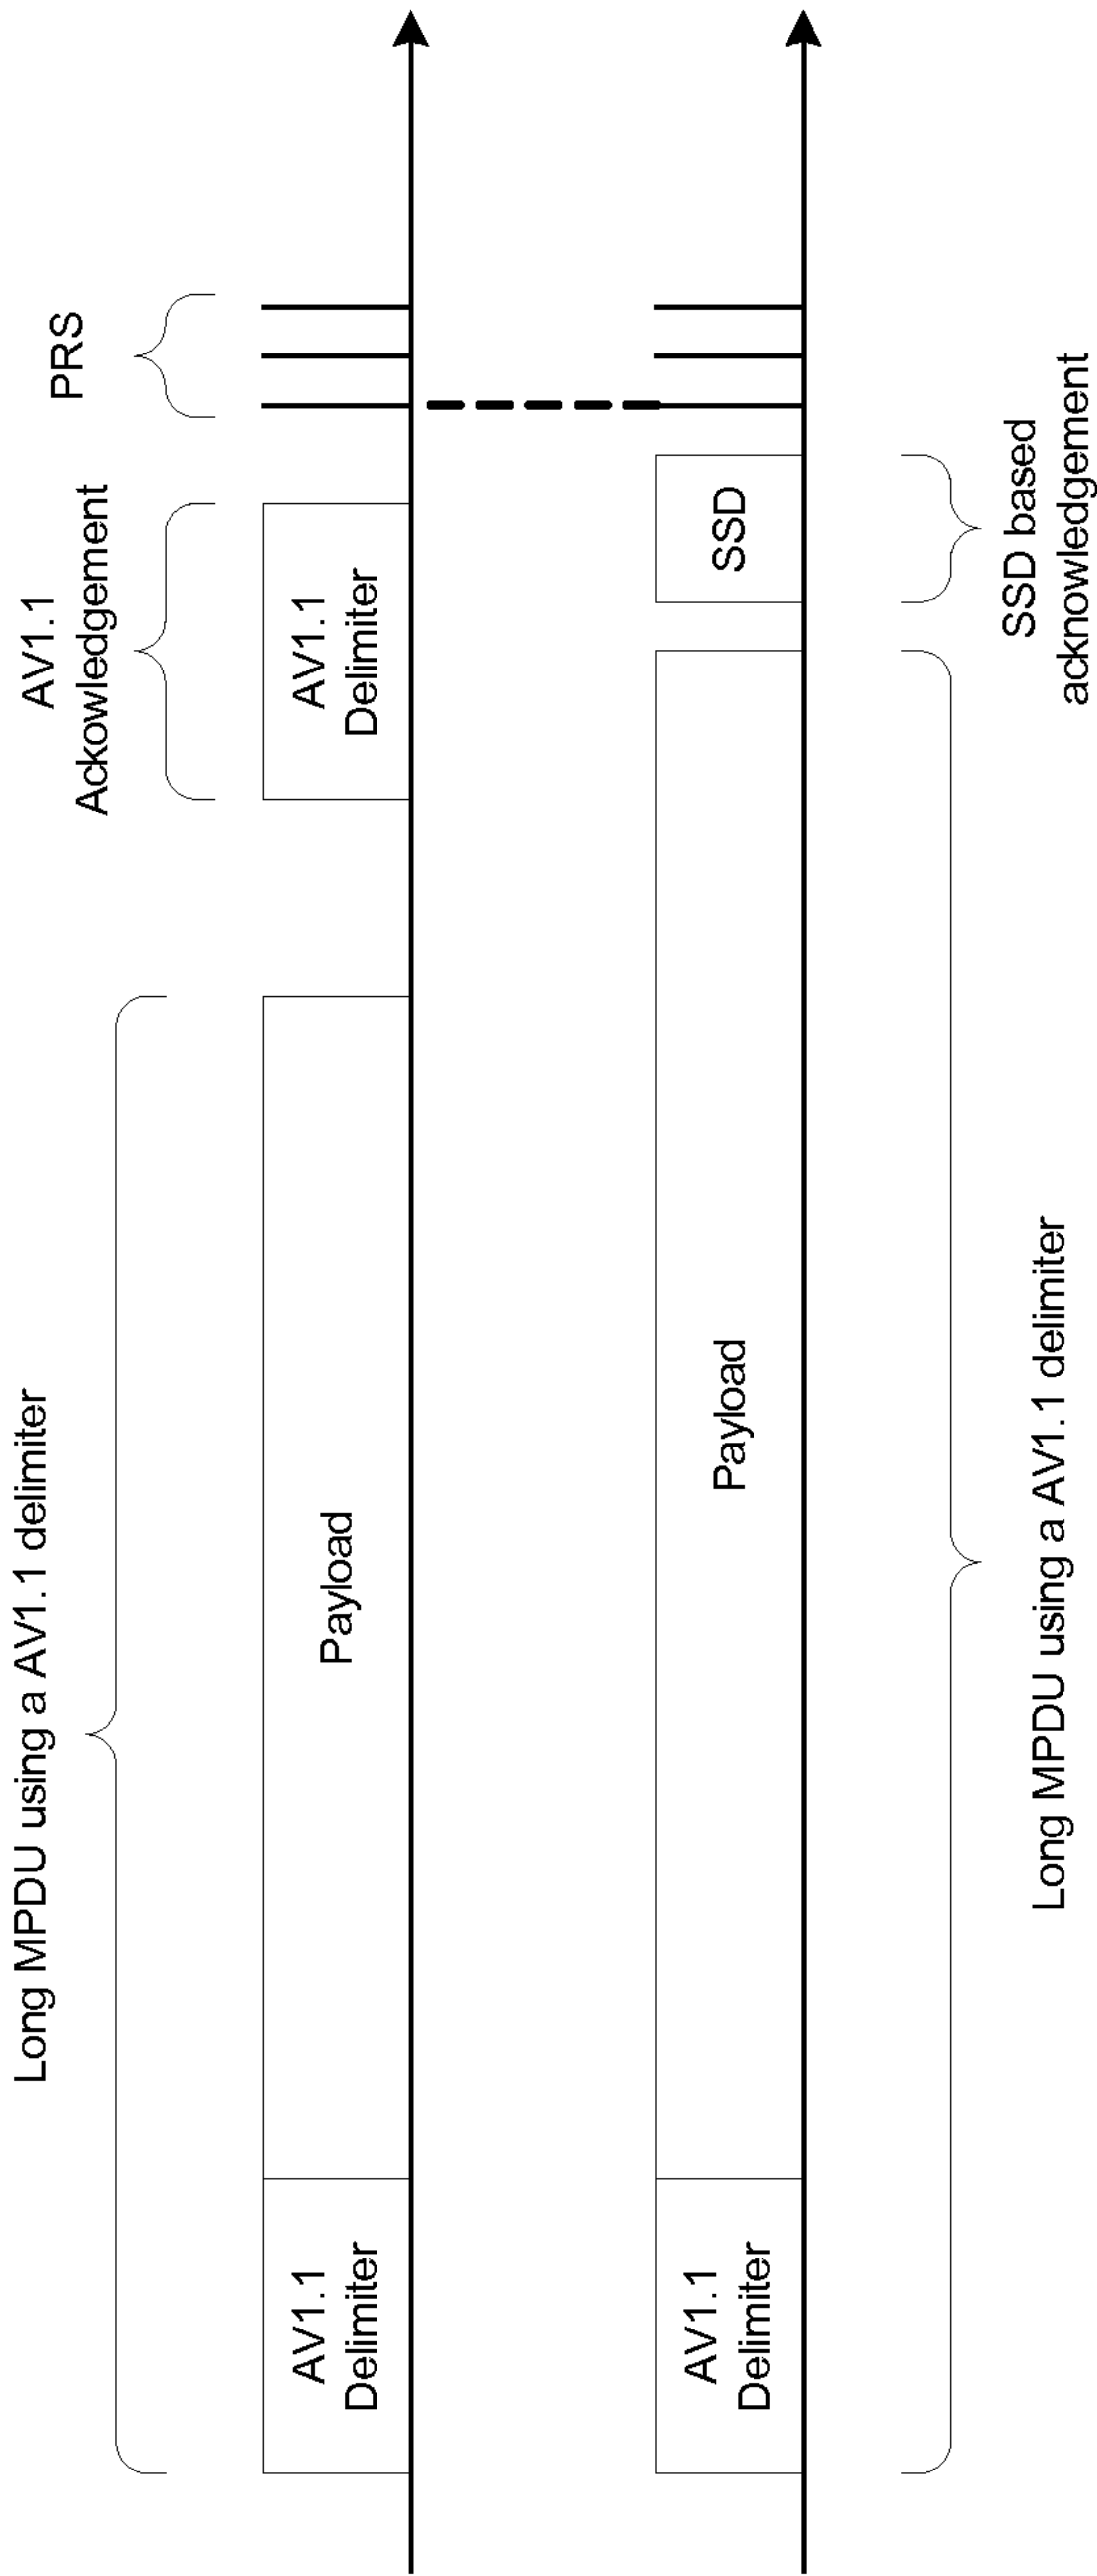 Long MPDU using a AV1.1 delimiter
AV1.1
Ackowledgement
PRS
AV1.1
Delimiter
Payload
AV1.1
Delimiter
AV1.1
Delimiter
Payload
SSD
Long MPDU using a AV1.1 delimiter
SSD based
acknowledgement